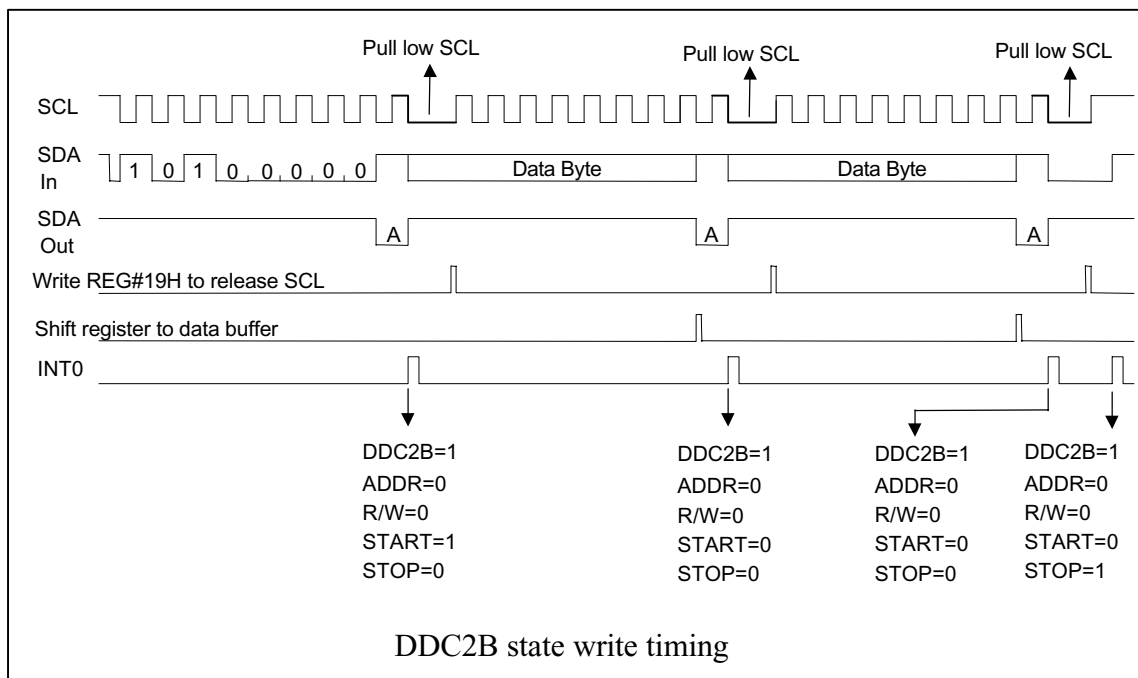 Pull low SCL
Pull low SCL
Pull low SCL
SCL
SDA
In
1 0 1 0 0 0 0 0
Data Byte
Data Byte
SDA
Out
A
A
A
Write REG#19H to release SCL
Shift register to data buffer
INT0
DDC2B=1
ADDR=0
R/W=0
START=1
STOP=0
DDC2B=1
ADDR=0
R/W=0
START=0
STOP=0
DDC2B=1
ADDR=0
R/W=0
START=0
STOP=0
DDC2B=1
ADDR=0
R/W=0
START=0
STOP=1
DDC2B state write timing